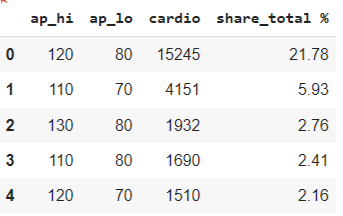 ap_hi ap_lo cardio share_total %
0 120 80 15245 21.78
1 110 70 4151 5.93
2 130 80 1932 2.76
3 110 80 1690 2.41
4 120 70 1510 2.16